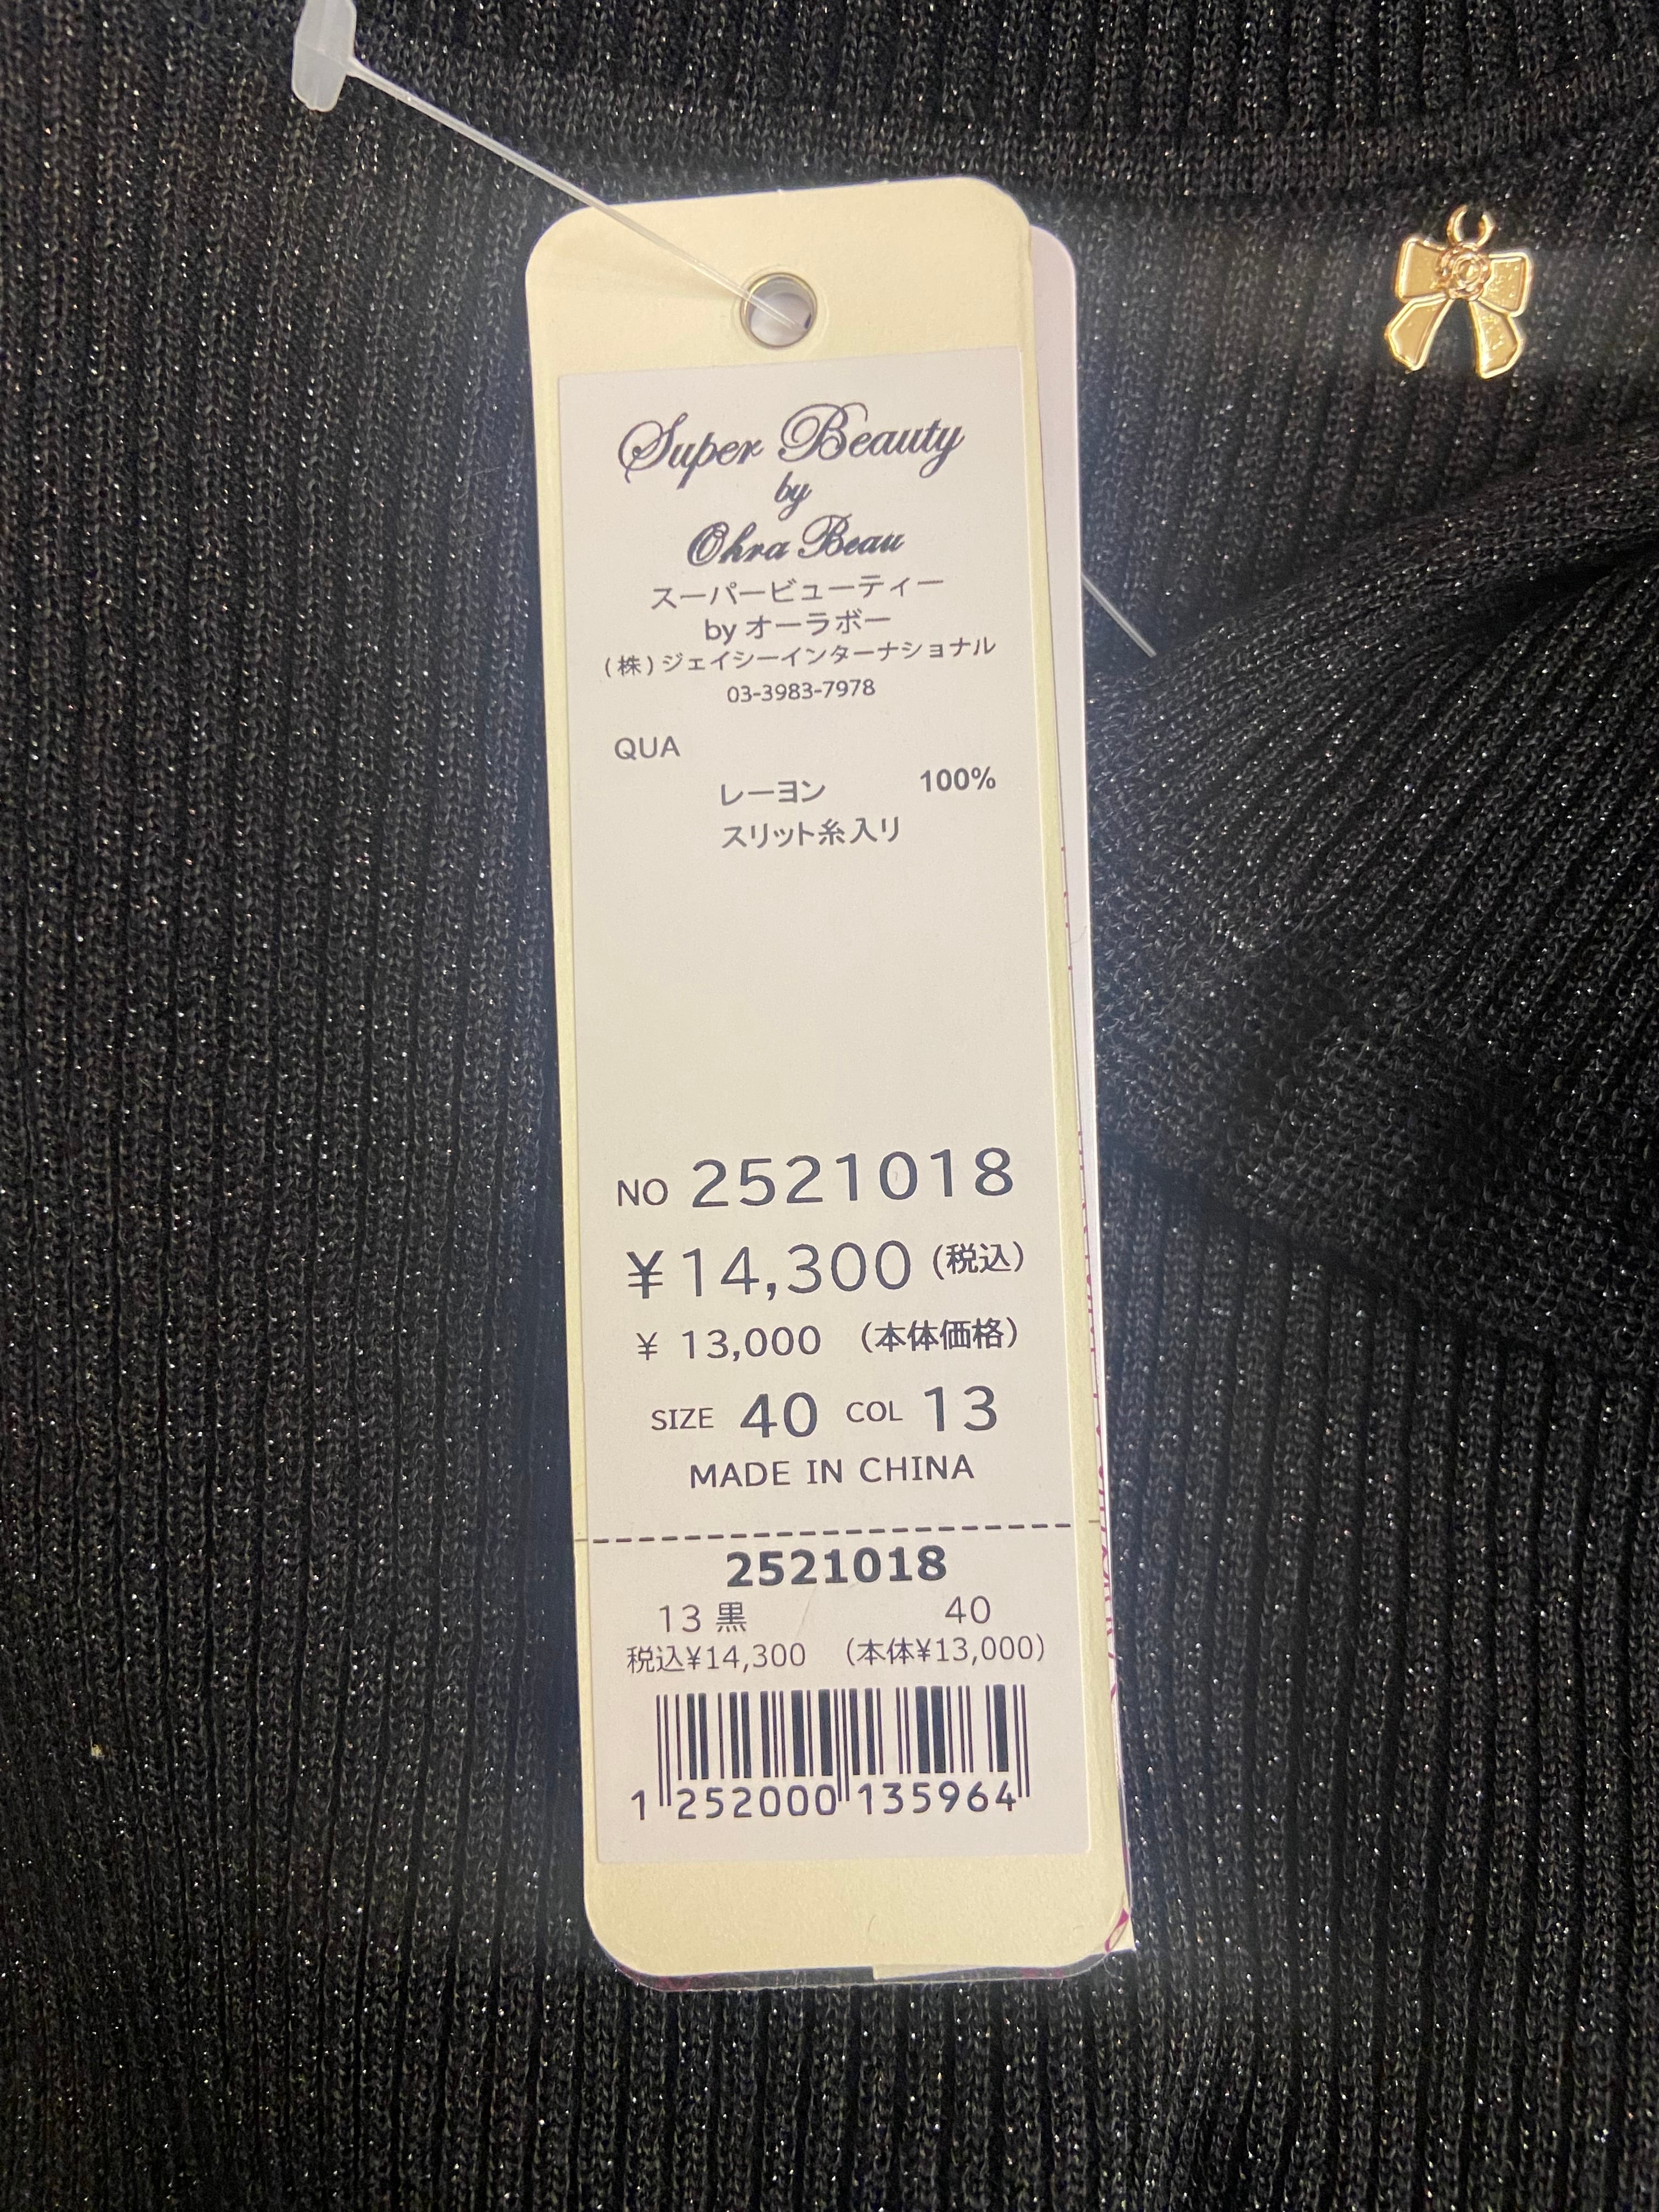 Super Beauty
by
Ohra Beau
スーパービューティー
by オーラボー
(株)ジェイシーインターナショナル
03-3983-7978
QUA
レーヨン 100%
スリット糸入リ
NO 2521018
¥14,300 (税込)
¥ 13,000 (本体価格)
SIZE 40 COL 13
MADE IN CHINA
2521018
13 黒 40
税込¥14,300 (本体¥13,000)
1 252000 135964